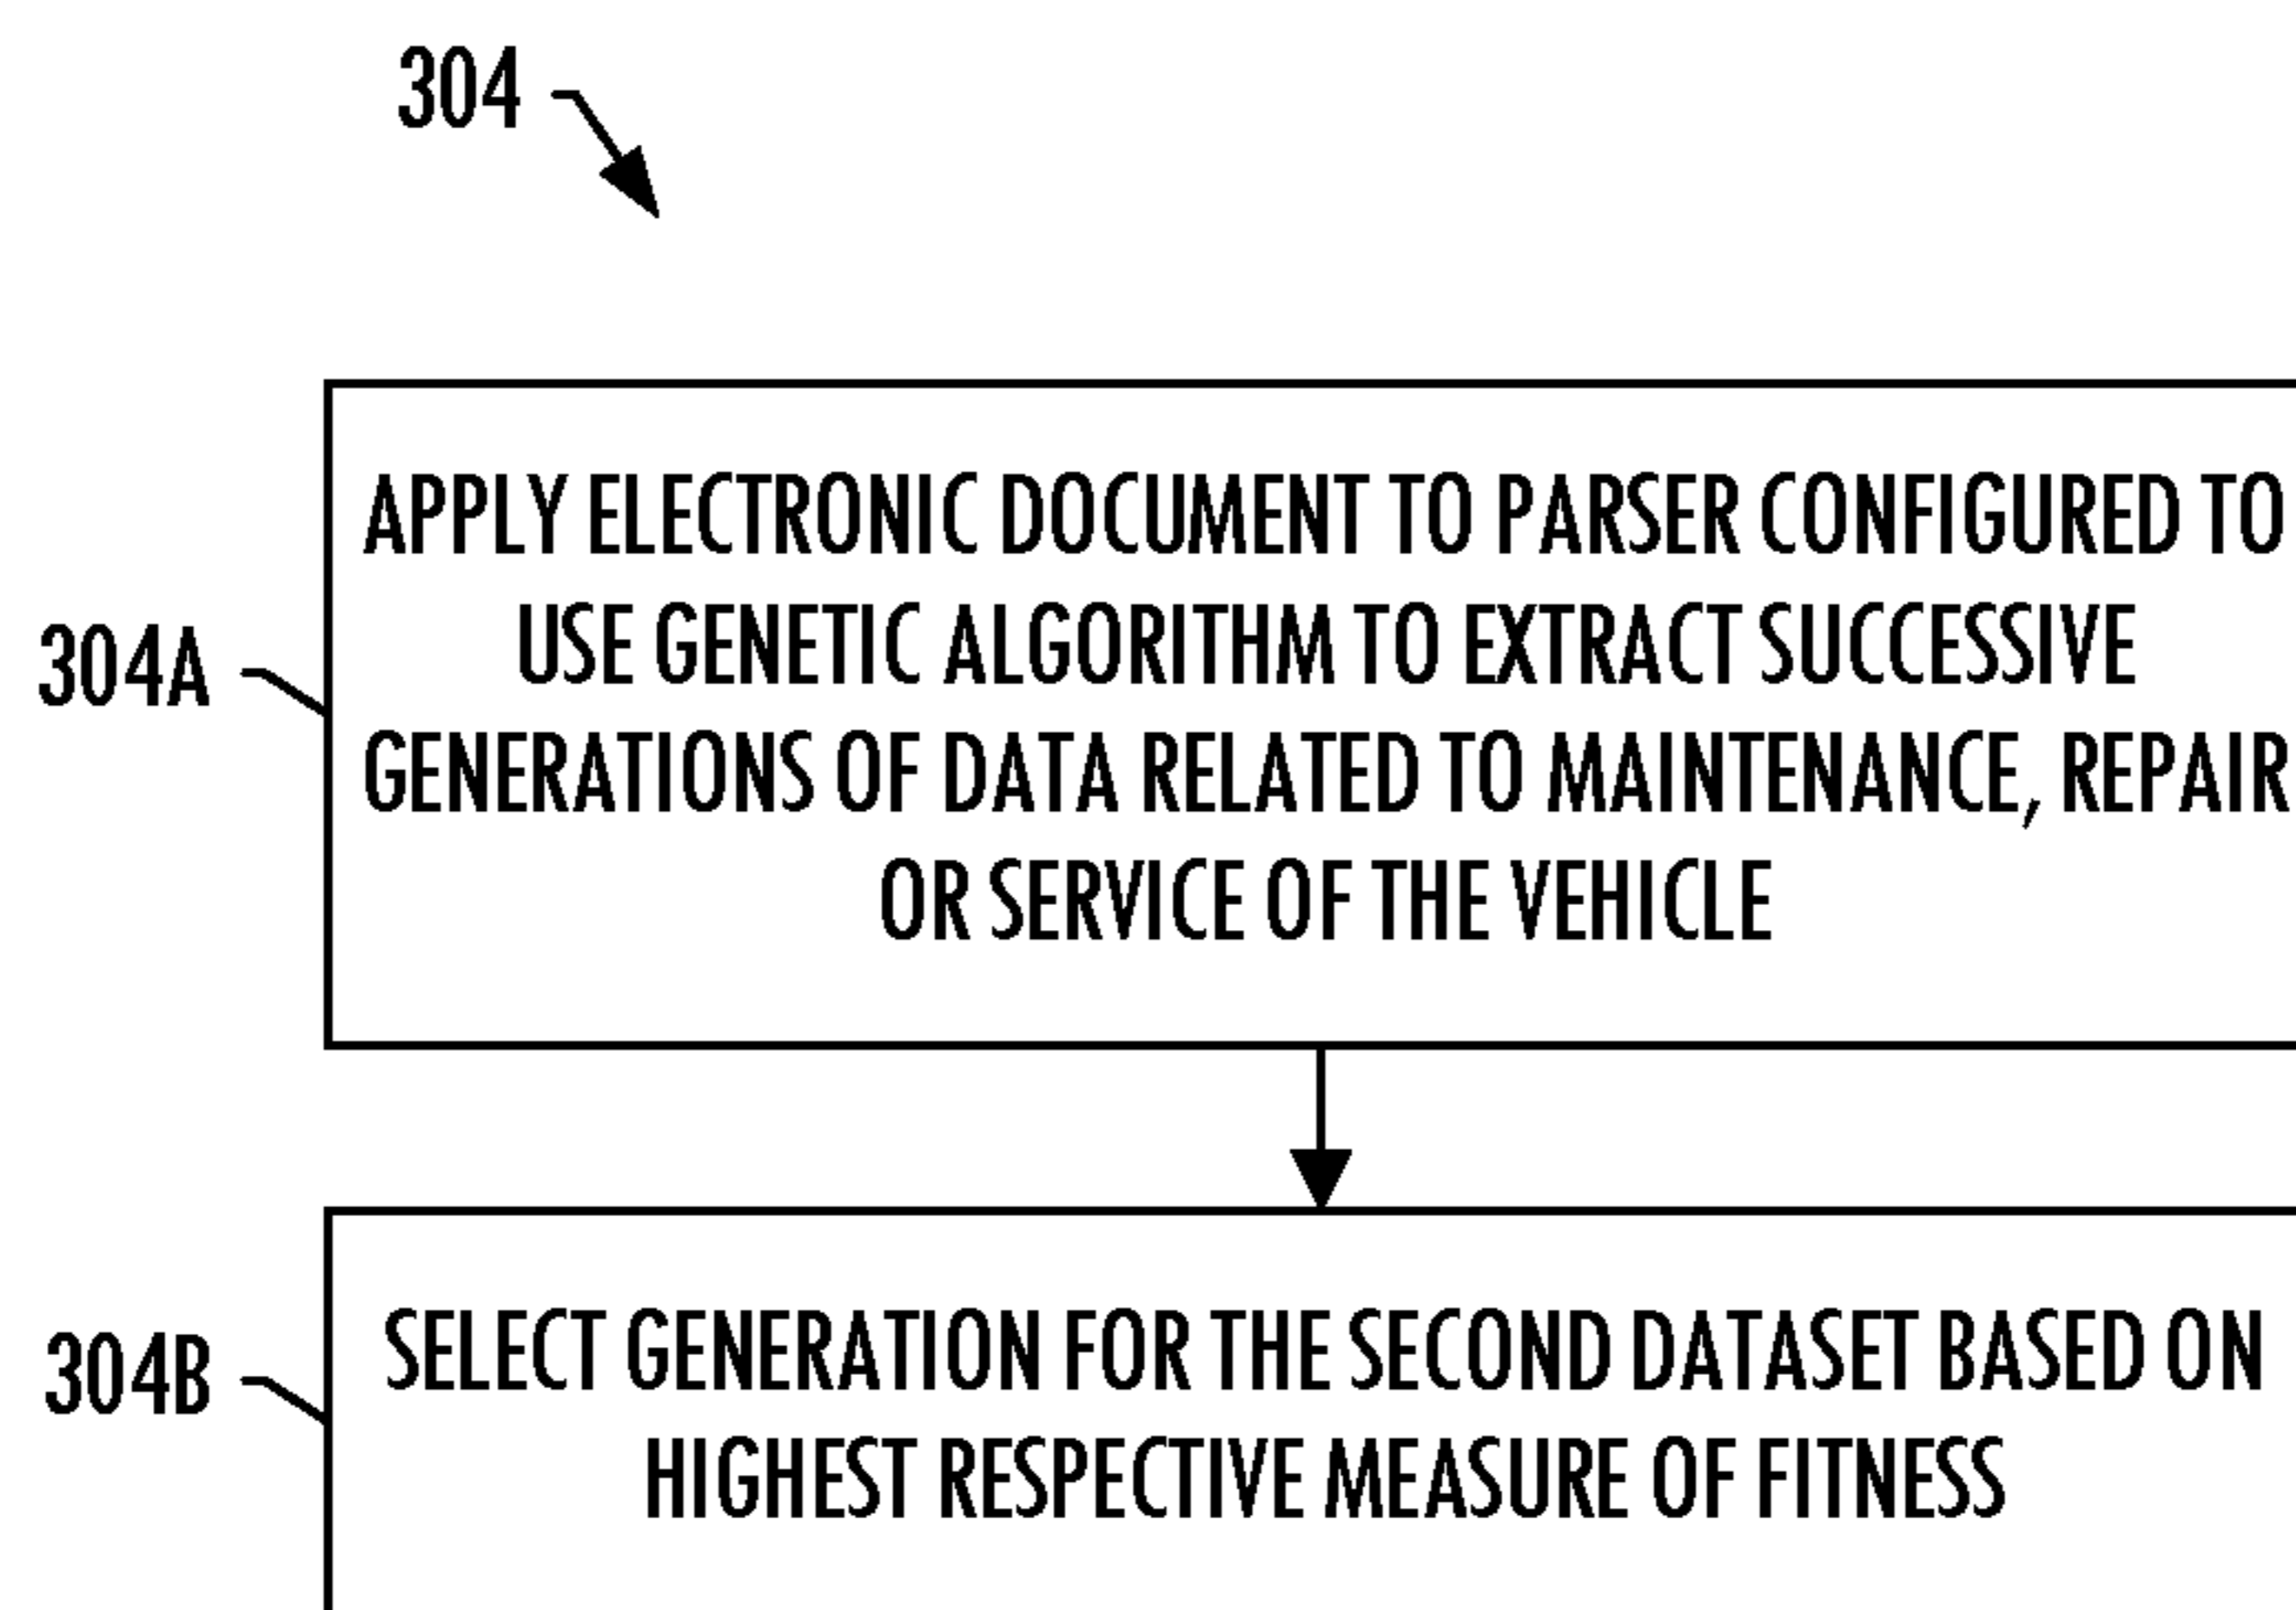 304
APPLY ELECTRONIC DOCUMENT TO PARSER CONFIGURED TO
USE GENETIC ALGORITHM TO EXTRACT SUCCESSIVE
304A
GENERATIONS OF DATA RELATED TO MAINTENANCE, REPAIR
OR SERVICE OF THE VEHICLE
304B
SELECT GENERATION FOR THE SECOND DATASET BASED ON
HIGHEST RESPECTIVE MEASURE OF FITNESS